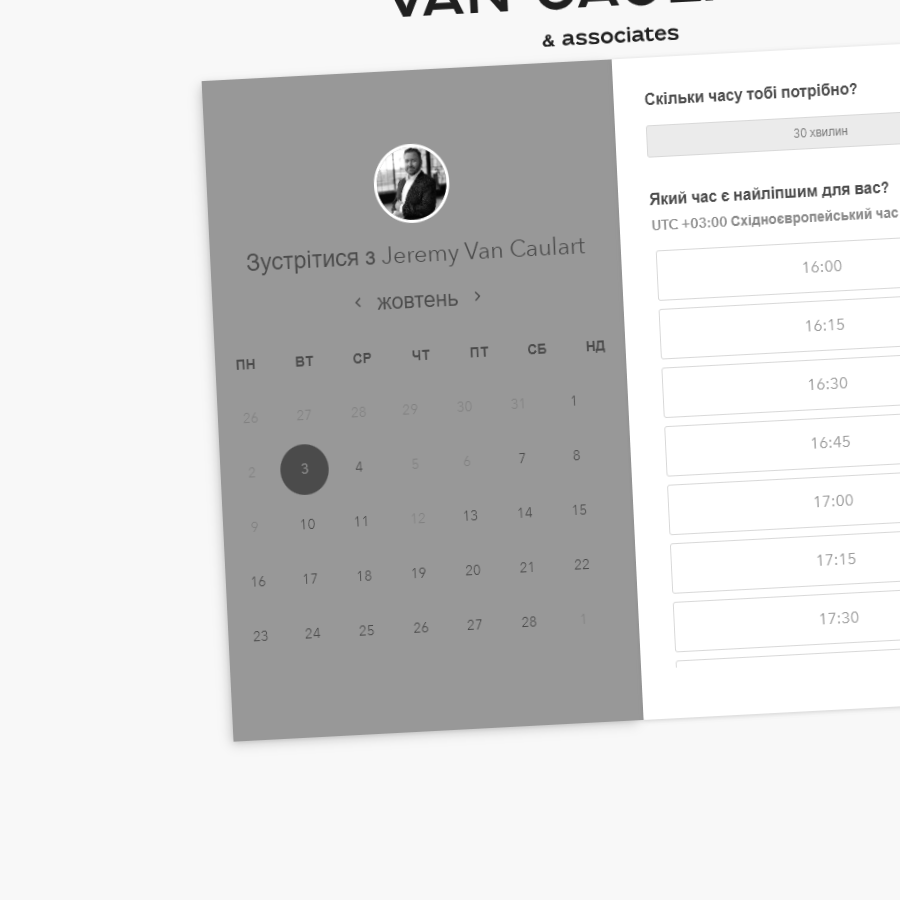 & associates
Зустрітися з Jeremy Van Caulart
‹ жовтень ›
ПН ВТ СР ЧТ ПТ СБ НД
26 27 28 29 30 31 1
2 3 4 5 6 7 8
9 10 11 12 13 14 15
16 17 18 19 20 21 22
23 24 25 26 27 28 1
Скільки часу тобі потрібно?
30 хвилин
Який час є найліпшим для вас?
UTC +03:00 Східноєвропейський час
16:00
16:15
16:30
16:45
17:00
17:15
17:30